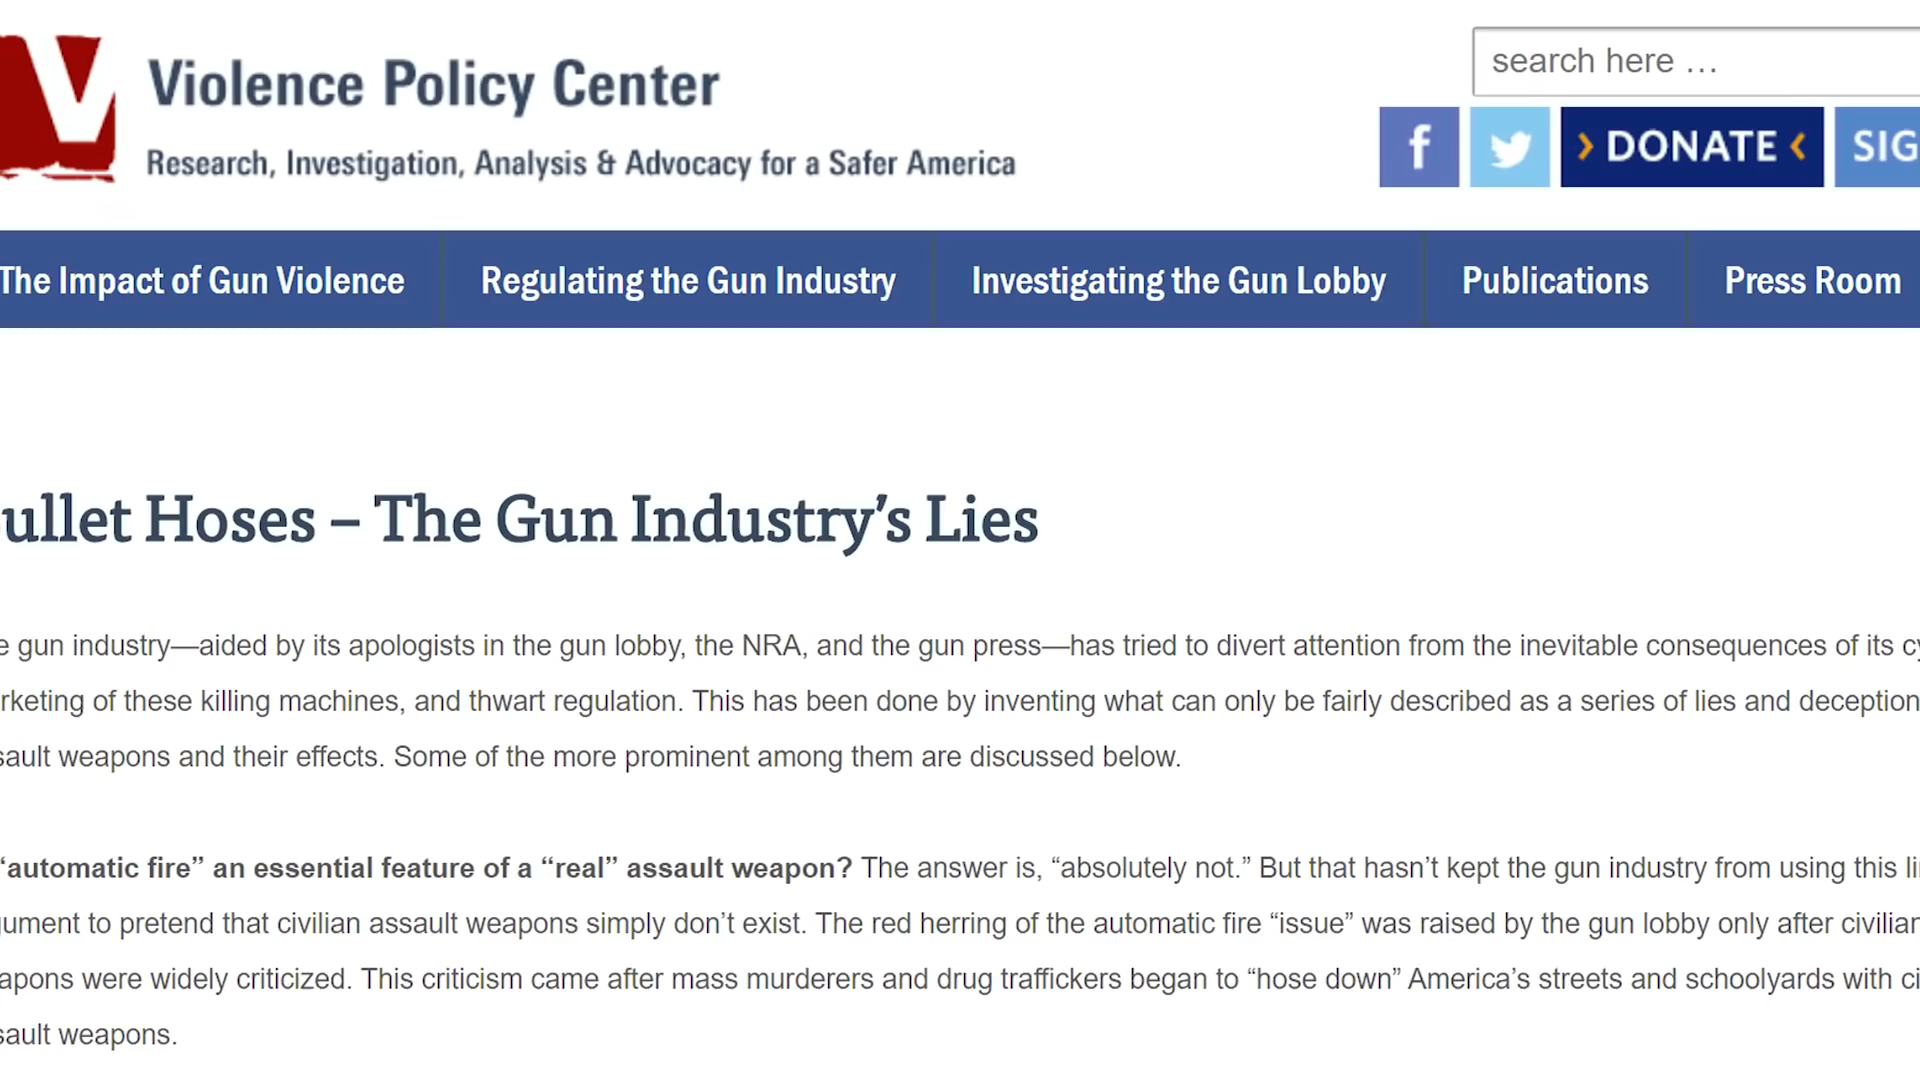 Violence Policy Center
search here …
Research, Investigation, Analysis & Advocacy for a Safer America
f
› DONATE ‹
SIG
The Impact of Gun Violence
Regulating the Gun Industry
Investigating the Gun Lobby
Publications
Press Room
ullet Hoses – The Gun Industry’s Lies
e gun industry—aided by its apologists in the gun lobby, the NRA, and the gun press—has tried to divert attention from the inevitable consequences of its cy
rketing of these killing machines, and thwart regulation. This has been done by inventing what can only be fairly described as a series of lies and deception
sault weapons and their effects. Some of the more prominent among them are discussed below.
“automatic fire” an essential feature of a “real” assault weapon? The answer is, “absolutely not.” But that hasn’t kept the gun industry from using this li
gument to pretend that civilian assault weapons simply don’t exist. The red herring of the automatic fire “issue” was raised by the gun lobby only after civilian
apons were widely criticized. This criticism came after mass murderers and drug traffickers began to “hose down” America’s streets and schoolyards with ci
sault weapons.